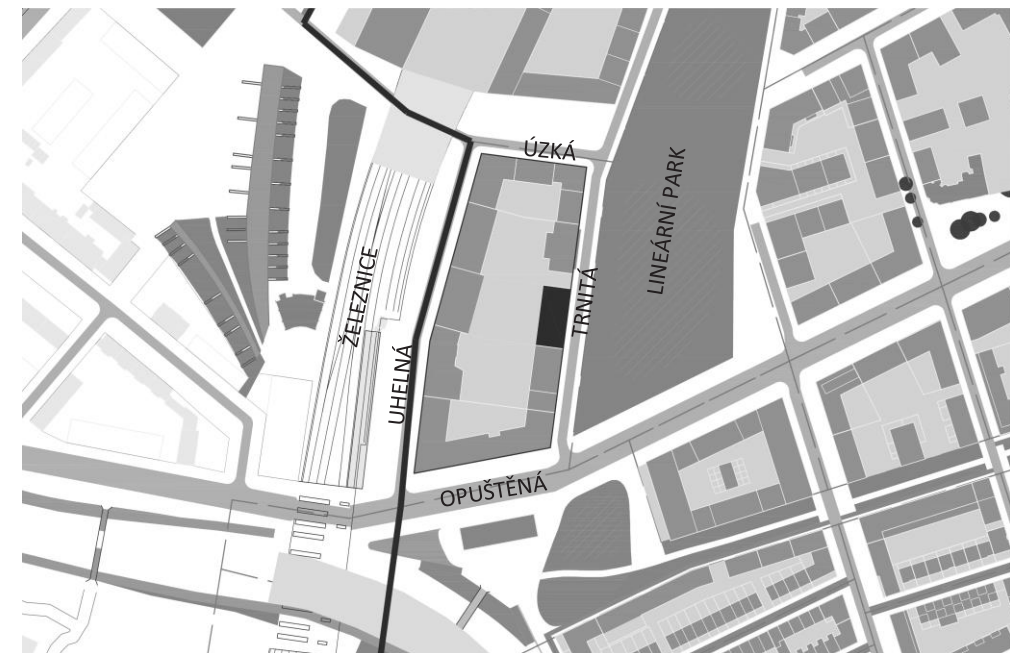 ÚZKÁ
LINEÁRNÍ PARK
ŽELEZNICE
TRNITÁ
UHELNÁ
OPUŠTĚNÁ